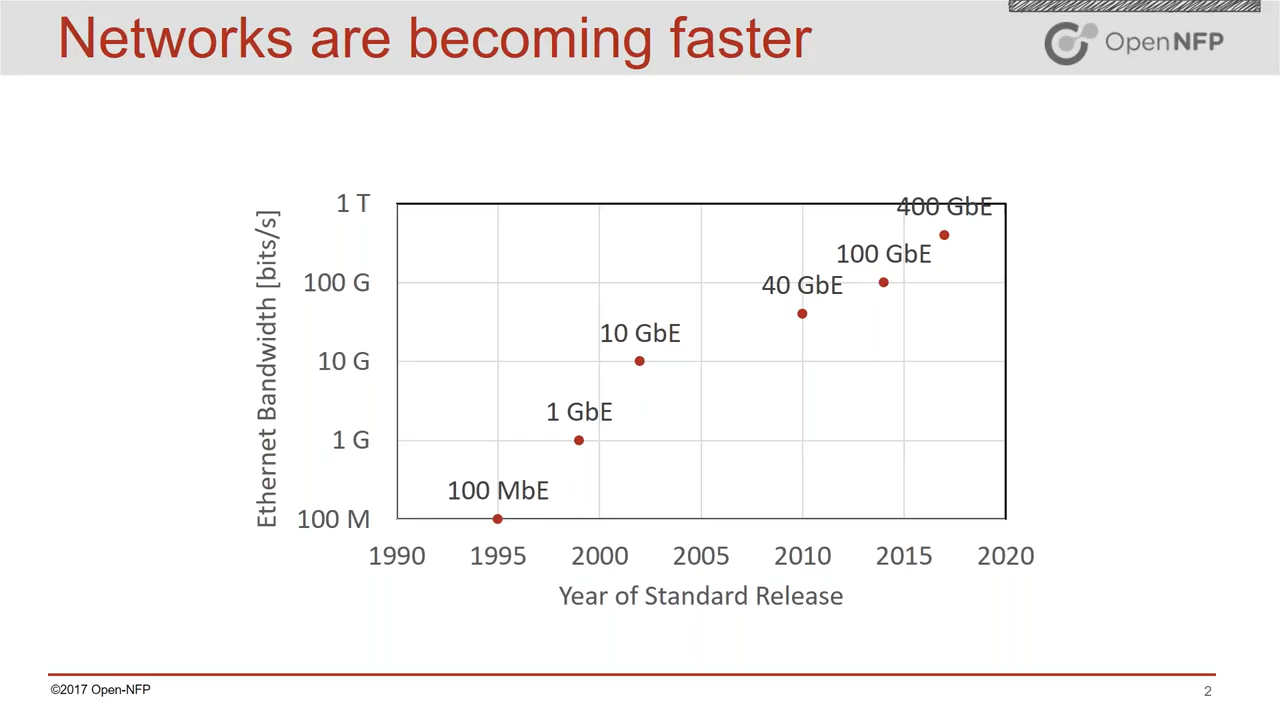 Networks are becoming faster
Open NFP
Ethernet Bandwidth [bits/s]
1 T
100 G
10 G
1 G
100 M
400 GbE
100 GbE
40 GbE
10 GbE
1 GbE
100 MbE
1990 1995 2000 2005 2010 2015 2020
Year of Standard Release
©2017 Open-NFP
2